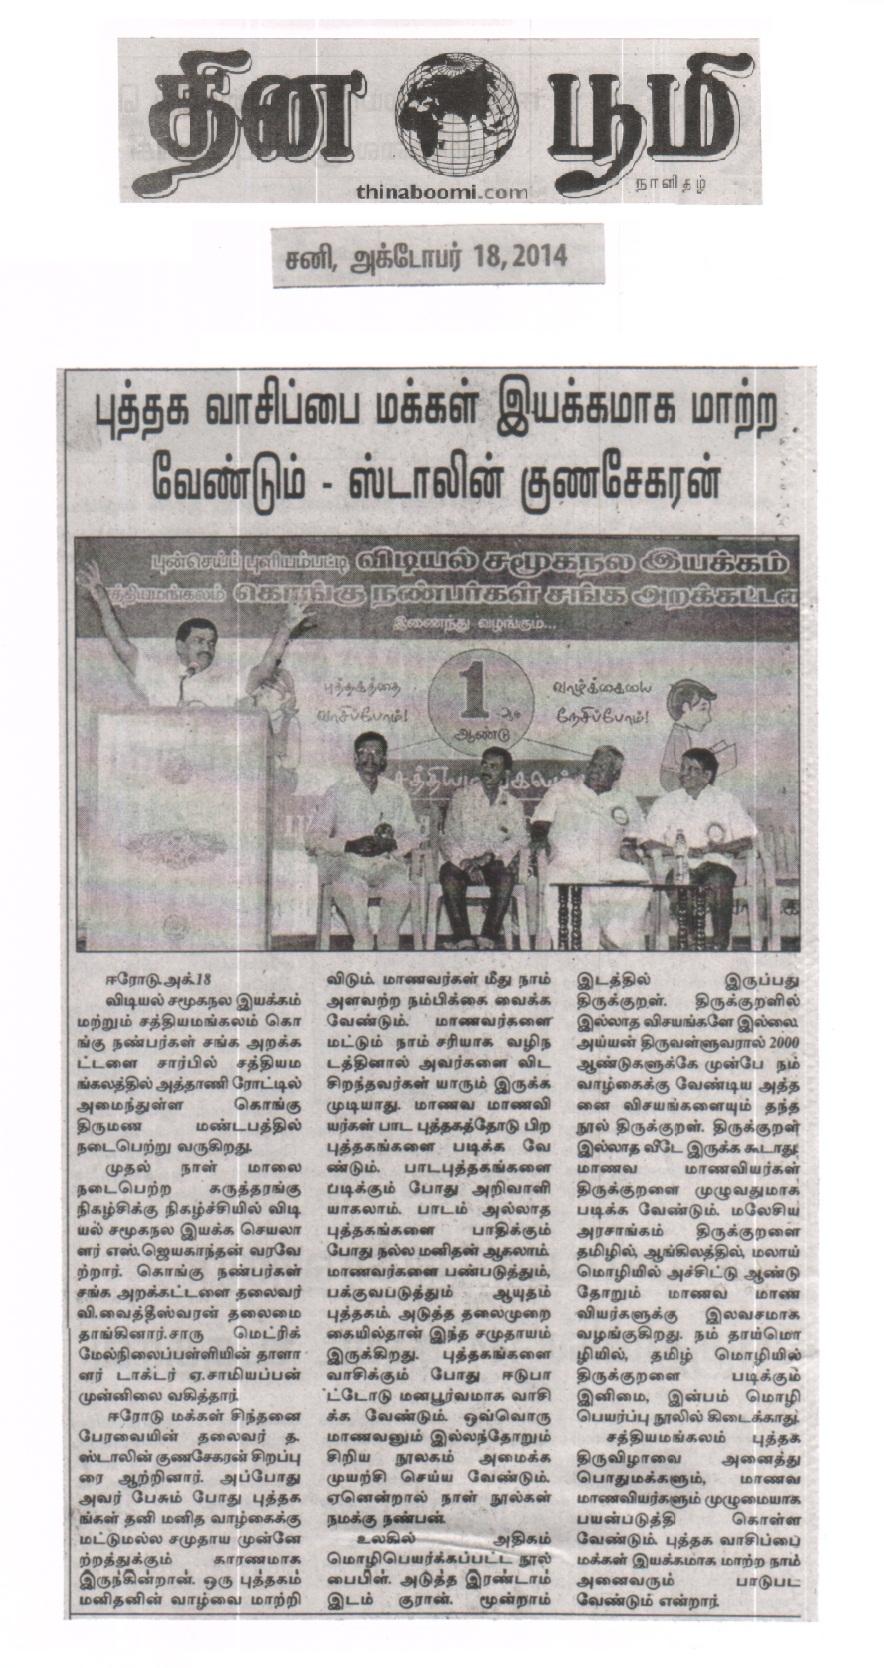 தின பூமி
thinaboomi.com
நாளிதழ்
சனி, அக்டோபர் 18, 2014
புத்தக வாசிப்பை மக்கள் இயக்கமாக மாற்ற
வேண்டும் - ஸ்டாலின் குணசேகரன்
புன்செய்ப் புளியம்பட்டி விடியல் சமூகநல இயக்கம்
த்தியமங்கலம் கொங்கு நண்பர்கள் சங்க அறக்கட்டளை
இணைந்து வழங்கும்...
புத்தகத்தை
வாசிப்போம்!
1 ஆம்
ஆண்டு
வாழ்க்கையை
நேசிப்போம்!
ஈரோடு.அக்.18
விடியல் சமூகநல இயக்கம்
மற்றும் சத்தியமங்கலம் கொ
ங்கு நண்பர்கள் சங்க அறக்க
ட்டளை சார்பில் சத்தியம
ங்கலத்தில் அத்தாணி ரோட்டில்
அமைந்துள்ள கொங்கு
திருமண மண்டபத்தில்
நடைபெற்று வருகிறது.
முதல் நாள் மாலை
நடைபெற்ற கருத்தரங்கு
நிகழ்சிக்கு நிகழ்ச்சியில் விடி
யல் சமூகநல இயக்க செயலா
ளர் எஸ்.ஜெயகாந்தன் வரவே
ற்றார். கொங்கு நண்பர்கள்
சங்க அறக்கட்டளை தலைவர்
வி.வைத்தீஸ்வரன் தலைமை
தாங்கினார்.சாரு மெட்ரிக்
மேல்நிலைப்பள்ளியின் தாளா
ளர் டாக்டர் ஏ.சாமியப்பன்
முன்னிலை வகித்தார்.
ஈரோடு மக்கள் சிந்தனை
பேரவையின் தலைவர் த.
ஸ்டாலின் குணசேகரன் சிறப்பு
ரை ஆற்றினார். அப்போது
அவர் பேசும் போது புத்தக
ங்கள் தனி மனித வாழ்கைக்கு
மட்டுமல்ல சமுதாய முன்னே
ற்றத்துக்கும் காரணமாக
இருந்கின்றான். ஒரு புத்தகம்
மனிதனின் வாழ்வை மாற்றி
விடும். மாணவர்கள் மீது நாம்
அளவற்ற நம்பிக்கை வைக்க
வேண்டும். மாணவர்களை
மட்டும் நாம் சரியாக வழிந
டத்தினால் அவர்களை விட
சிறந்தவர்கள் யாரும் இருக்க
முடியாது. மாணவ மாணவி
யர்கள் பாட புத்தகத்தோடு பிற
புத்தகங்களை படிக்க வே
ண்டும். பாடபுத்தகங்களை
படிக்கும் போது அறிவாளி
யாகலாம். பாடம் அல்லாத
புத்தகங்களை பாதிக்கும்
போது நல்ல மனிதன் ஆகலாம்.
மாணவர்களை பண்படுத்தும்,
பக்குவபடுத்தும் ஆயுதம்
புத்தகம். அடுத்த தலைமுறை
கையில்தான் இந்த சமுதாயம்
இருக்கிறது. புத்தகங்களை
வாசிக்கும் போது ஈடுபா
ட்டோடு மனபூர்வமாக வாசி
க்க வேண்டும். ஒவ்வொரு
மாணவனும் இல்லந்தோறும்
சிறிய நூலகம் அமைக்க
முயற்சி செய்ய வேண்டும்.
ஏனென்றால் நாள் நூல்கள்
நமக்கு நண்பன்.
உலகில் அதிகம்
மொழிபெயர்க்கப்பட்ட நூல்
பைபிள். அடுத்த இரண்டாம்
இடம் குரான். மூன்றாம்
இடத்தில் இருப்பது
திருக்குறள். திருக்குறளில்
இல்லாத விசயங்களே இல்லை.
அய்யன் திருவள்ளுவரால் 2000
ஆண்டுகளுக்கே முன்பே நம்
வாழ்கைக்கு வேண்டிய அத்த
னை விசயங்களையும் தந்த
நூல் திருக்குறள். திருக்குறள்
இல்லாத வீடே இருக்க கூடாது.
மாணவ மாணவியர்கள்
திருக்குறளை முழுவதுமாக
படிக்க வேண்டும். மலேசிய
அரசாங்கம் திருக்குறளை
தமிழில், ஆங்கிலத்தில், மலாய்
மொழியில் அச்சிட்டு ஆண்டு
தோறும் மாணவ மாண
வியர்களுக்கு இலவசமாக
வழங்குகிறது. நம் தாய்மொ
ழியில், தமிழ் மொழியில்
திருக்குறளை படிக்கும்
இனிமை, இன்பம் மொழி
பெயர்ப்பு நூலில் கிடைக்காது.
சத்தியமங்கலம் புத்தக
திருவிழாவை அனைத்து
பொதுமக்களும், மாணவ
மாணவியர்களும் முழுமையாக
பயன்படுத்தி கொள்ள
வேண்டும். புத்தக வாசிப்பை
மக்கள் இயக்கமாக மாற்ற நாம்
அனைவரும் பாடுபட
வேண்டும் என்றார்.